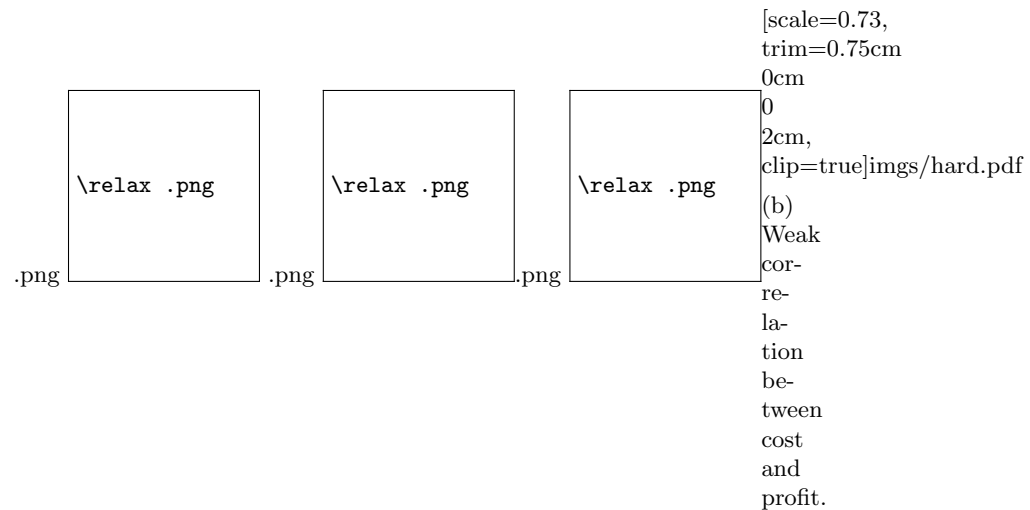 .png
\relax .png
.png
\relax .png
.png
\relax .png
[scale=0.73,
trim=0.75cm
0cm
0
2cm,
clip=true]imgs/hard.pdf
(b)
Weak
cor-
re-
la-
tion
be-
tween
cost
and
profit.